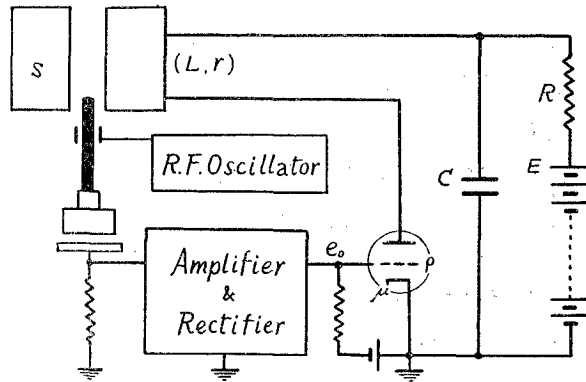 S
(L, r)
R
R.F. Oscillator
E
C
e₀
ρ
μ
Amplifier
&
Rectifier